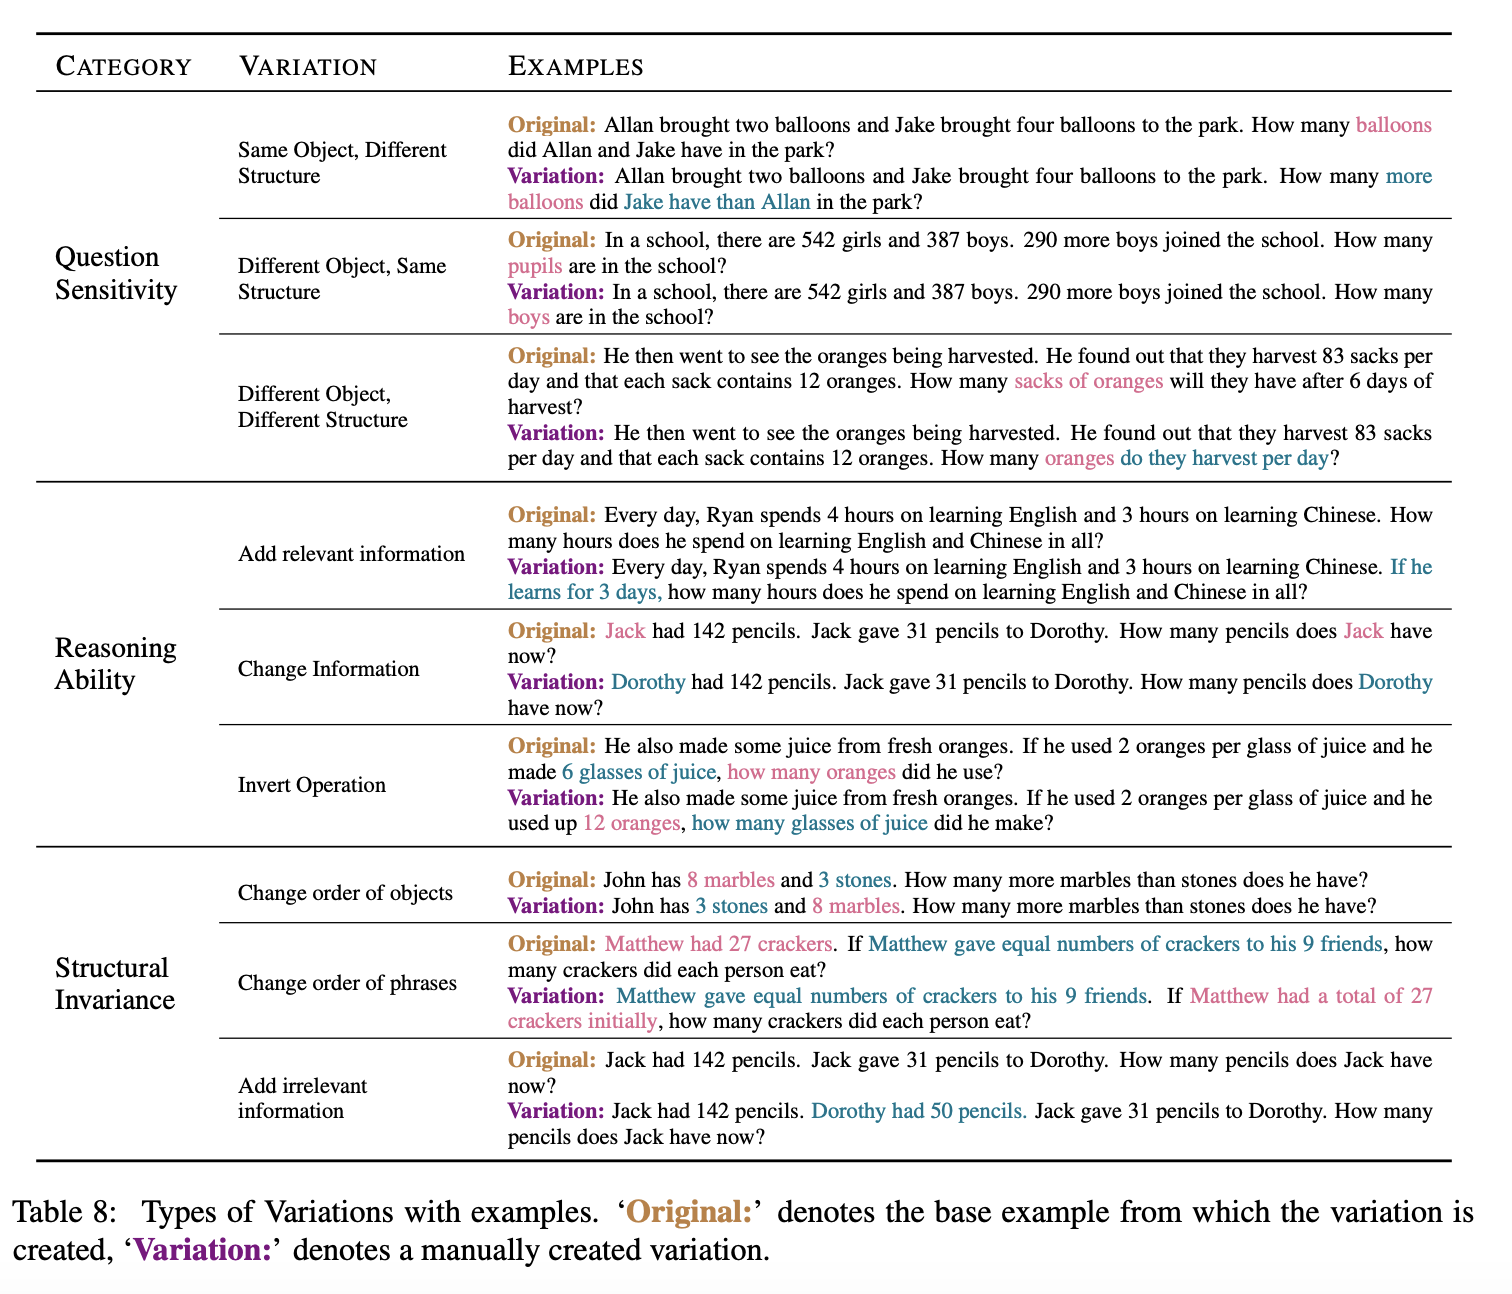 CATEGORY VARIATION EXAMPLES
Question
Sensitivity
Same Object, Different
Structure
Original: Allan brought two balloons and Jake brought four balloons to the park. How many balloons
did Allan and Jake have in the park?
Variation: Allan brought two balloons and Jake brought four balloons to the park. How many more
balloons did Jake have than Allan in the park?
Different Object, Same
Structure
Original: In a school, there are 542 girls and 387 boys. 290 more boys joined the school. How many
pupils are in the school?
Variation: In a school, there are 542 girls and 387 boys. 290 more boys joined the school. How many
boys are in the school?
Different Object,
Different Structure
Original: He then went to see the oranges being harvested. He found out that they harvest 83 sacks per
day and that each sack contains 12 oranges. How many sacks of oranges will they have after 6 days of
harvest?
Variation: He then went to see the oranges being harvested. He found out that they harvest 83 sacks
per day and that each sack contains 12 oranges. How many oranges do they harvest per day?
Reasoning
Ability
Add relevant information
Original: Every day, Ryan spends 4 hours on learning English and 3 hours on learning Chinese. How
many hours does he spend on learning English and Chinese in all?
Variation: Every day, Ryan spends 4 hours on learning English and 3 hours on learning Chinese. If he
learns for 3 days, how many hours does he spend on learning English and Chinese in all?
Change Information
Original: Jack had 142 pencils. Jack gave 31 pencils to Dorothy. How many pencils does Jack have
now?
Variation: Dorothy had 142 pencils. Jack gave 31 pencils to Dorothy. How many pencils does Dorothy
have now?
Invert Operation
Original: He also made some juice from fresh oranges. If he used 2 oranges per glass of juice and he
made 6 glasses of juice, how many oranges did he use?
Variation: He also made some juice from fresh oranges. If he used 2 oranges per glass of juice and he
used up 12 oranges, how many glasses of juice did he make?
Structural
Invariance
Change order of objects
Original: John has 8 marbles and 3 stones. How many more marbles than stones does he have?
Variation: John has 3 stones and 8 marbles. How many more marbles than stones does he have?
Change order of phrases
Original: Matthew had 27 crackers. If Matthew gave equal numbers of crackers to his 9 friends, how
many crackers did each person eat?
Variation: Matthew gave equal numbers of crackers to his 9 friends. If Matthew had a total of 27
crackers initially, how many crackers did each person eat?
Add irrelevant
information
Original: Jack had 142 pencils. Jack gave 31 pencils to Dorothy. How many pencils does Jack have
now?
Variation: Jack had 142 pencils. Dorothy had 50 pencils. Jack gave 31 pencils to Dorothy. How many
pencils does Jack have now?
Table 8: Types of Variations with examples. ‘Original:’ denotes the base example from which the variation is
created, ‘Variation:’ denotes a manually created variation.